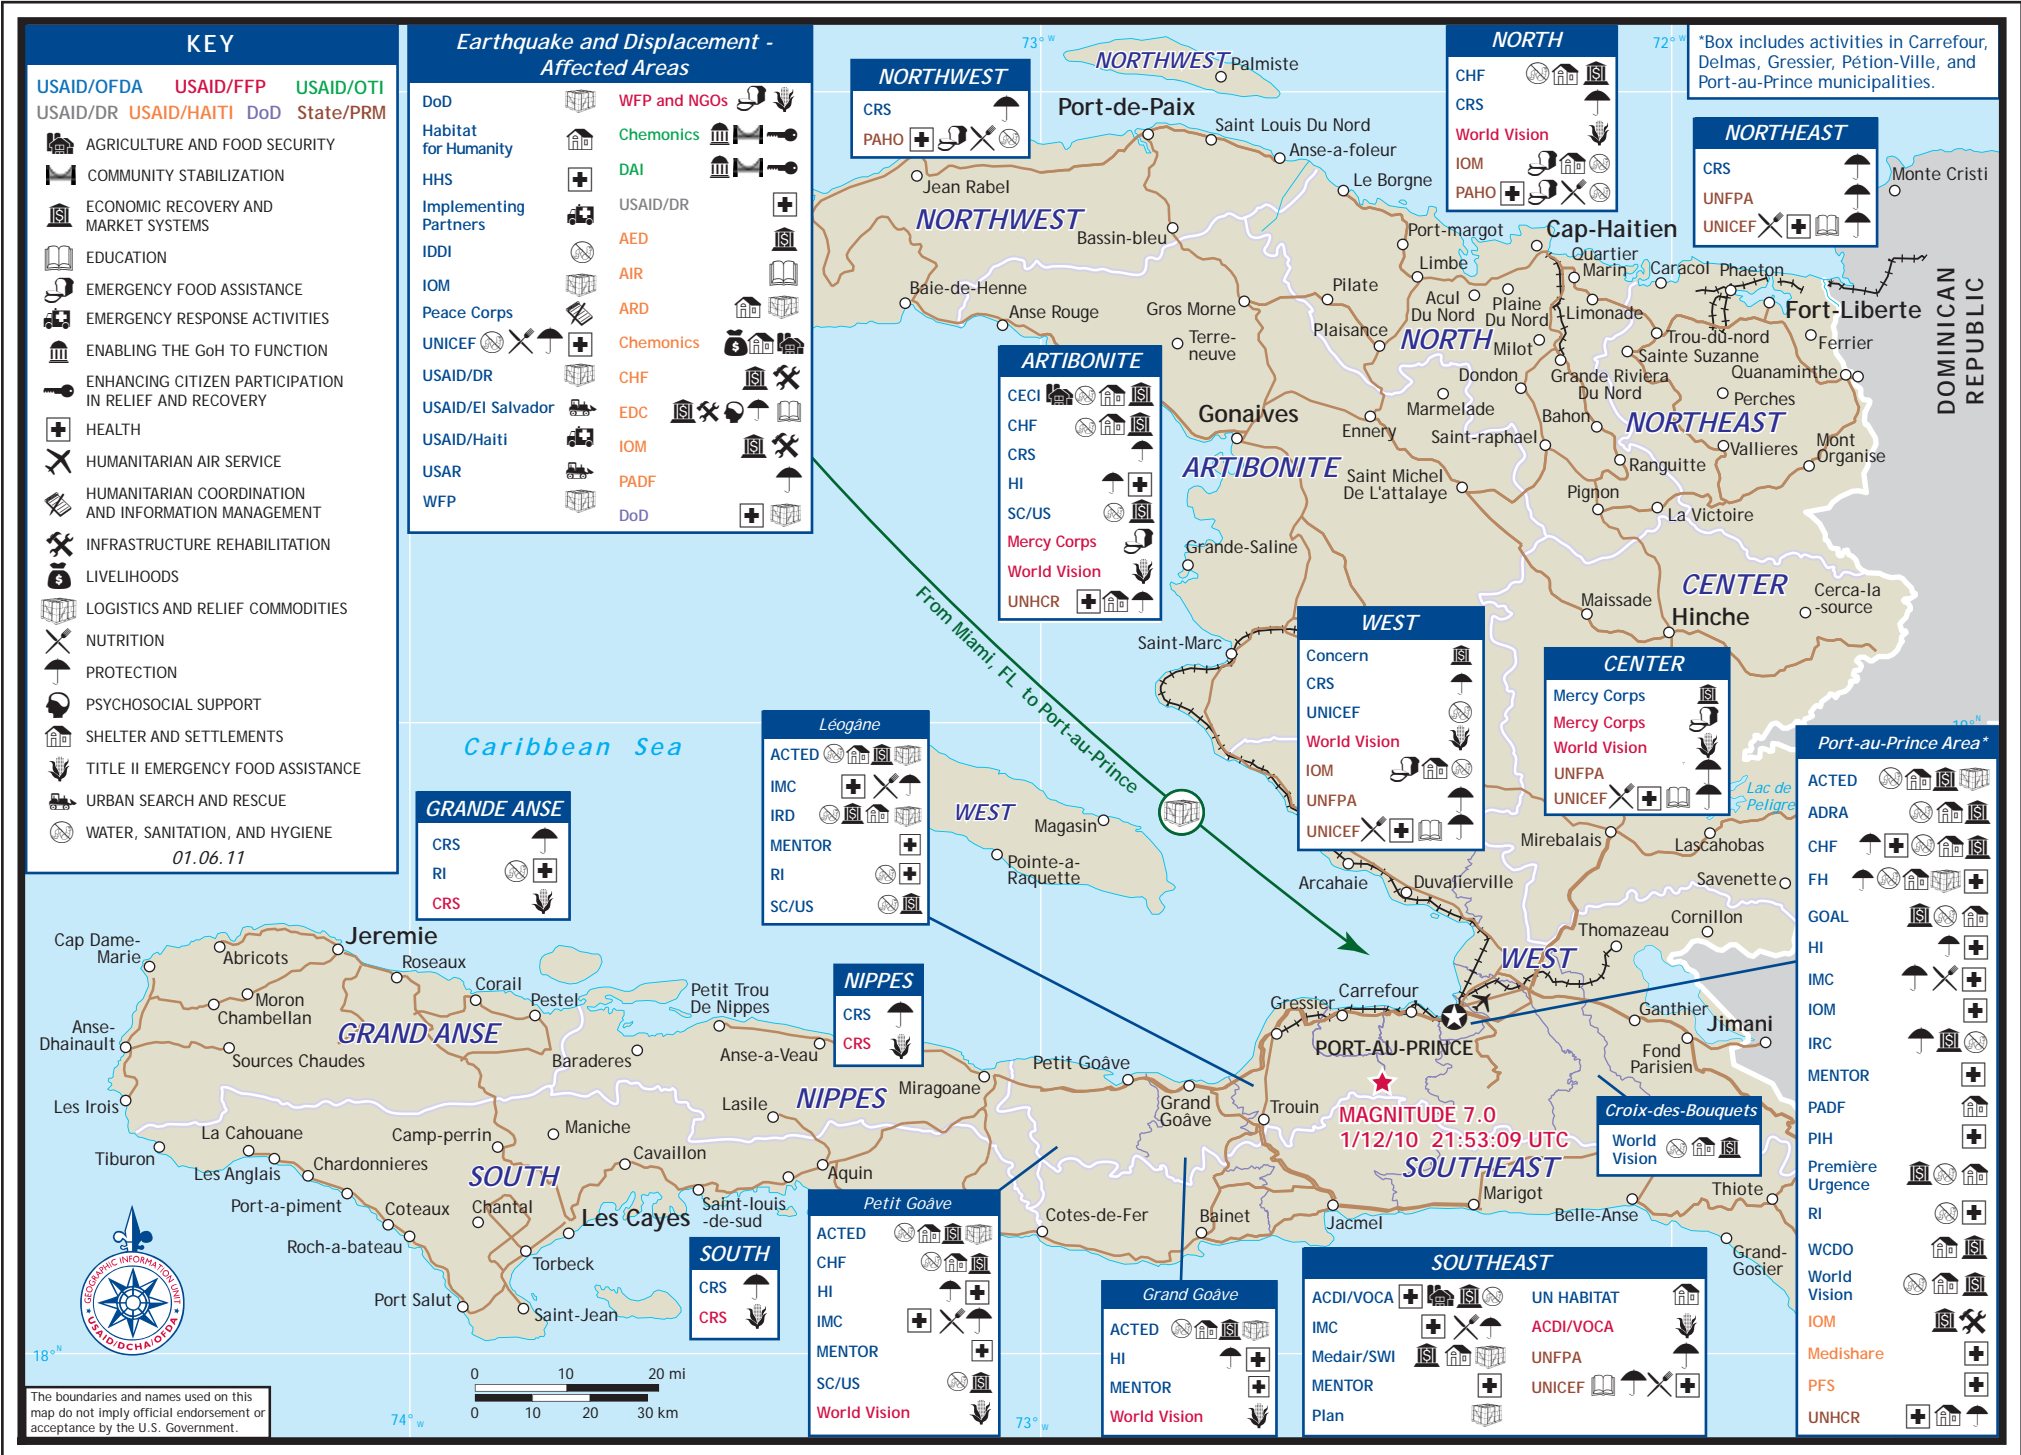 KEY
USAID/OFDA USAID/FFP USAID/OTI
USAID/DR USAID/HAITI DoD State/PRM
AGRICULTURE AND FOOD SECURITY
COMMUNITY STABILIZATION
ECONOMIC RECOVERY AND
MARKET SYSTEMS
EDUCATION
EMERGENCY FOOD ASSISTANCE
EMERGENCY RESPONSE ACTIVITIES
ENABLING THE GoH TO FUNCTION
ENHANCING CITIZEN PARTICIPATION
IN RELIEF AND RECOVERY
HEALTH
HUMANITARIAN AIR SERVICE
HUMANITARIAN COORDINATION
AND INFORMATION MANAGEMENT
INFRASTRUCTURE REHABILITATION
LIVELIHOODS
LOGISTICS AND RELIEF COMMODITIES
NUTRITION
PROTECTION
PSYCHOSOCIAL SUPPORT
SHELTER AND SETTLEMENTS
TITLE II EMERGENCY FOOD ASSISTANCE
URBAN SEARCH AND RESCUE
WATER, SANITATION, AND HYGIENE
01.06.11
Earthquake and Displacement -
Affected Areas
DoD
Habitat
for Humanity
HHS
Implementing
Partners
IDDI
IOM
Peace Corps
UNICEF
USAID/DR
USAID/El Salvador
USAID/Haiti
USAR
WFP
WFP and NGOs
Chemonics
DAI
USAID/DR
AED
AIR
ARD
Chemonics
CHF
EDC
IOM
PADF
DoD
NORTHWEST
CRS
PAHO
NORTH
CHF
CRS
World Vision
IOM
PAHO
*Box includes activities in Carrefour,
Delmas, Gressier, Pétion-Ville, and
Port-au-Prince municipalities.
NORTHEAST
CRS
UNFPA
UNICEF
ARTIBONITE
CECI
CHF
CRS
HI
SC/US
Mercy Corps
World Vision
UNHCR
WEST
Concern
CRS
UNICEF
World Vision
IOM
UNFPA
UNICEF
CENTER
Mercy Corps
Mercy Corps
World Vision
UNFPA
UNICEF
Port-au-Prince Area*
ACTED
ADRA
CHF
FH
GOAL
HI
IMC
IOM
IRC
MENTOR
PADF
PIH
Première
Urgence
RI
WCDO
World
Vision
IOM
Medishare
PFS
UNHCR
Léogâne
ACTED
IMC
IRD
MENTOR
RI
SC/US
GRANDE ANSE
CRS
RI
CRS
NIPPES
CRS
CRS
SOUTH
CRS
CRS
Petit Goâve
ACTED
CHF
HI
IMC
MENTOR
SC/US
World Vision
Grand Goâve
ACTED
HI
MENTOR
World Vision
SOUTHEAST
ACDI/VOCA
IMC
Medair/SWI
MENTOR
Plan
UN HABITAT
ACDI/VOCA
UNFPA
UNICEF
Croix-des-Bouquets
World
Vision
73° W
72° W
NORTHWEST
Palmiste
Port-de-Paix
Saint Louis Du Nord
Anse-a-foleur
Le Borgne
Jean Rabel
NORTHWEST
Bassin-bleu
Port-margot
Cap-Haitien
Monte Cristi
Limbe
Quartier
Marin
Caracol
Phaeton
Baie-de-Henne
Anse Rouge
Gros Morne
Pilate
Acul
Du Nord
Plaine
Du Nord
Limonade
Fort-Liberte
DOMINICAN
REPUBLIC
Terre-
neuve
Plaisance
NORTH
Milot
Trou-du-nord
Sainte Suzanne
Ferrier
Quanaminthe
Dondon
Grande Riviera
Du Nord
Perches
Gonaives
Marmelade
Bahon
NORTHEAST
Ennery
Saint-raphael
Vallieres
Mont
Organise
ARTIBONITE
Saint Michel
De L'attalaye
Ranguitte
Pignon
La Victoire
Grande-Saline
CENTER
Cerca-la
-source
Maissade
Hinche
Saint-Marc
From Miami, FL to Port-au-Prince
19° N
Caribbean Sea
Lac de
Peligre
WEST
Magasin
Pointe-a-
Raquette
Mirebalais
Lascahobas
Arcahaie
Duvalierville
Savenette
Cornillon
Thomazeau
WEST
Cap Dame-
Marie
Abricots
Jeremie
Roseaux
Corail
Pestel
Moron
Chambellan
Petit Trou
De Nippes
Gressier
Carrefour
Ganthier
Jimani
Anse-
Dhainault
GRAND ANSE
Sources Chaudes
Baraderes
Anse-a-Veau
PORT-AU-PRINCE
Fond
Parisien
Petit Goâve
Miragoane
NIPPES
Les Irois
Lasile
Grand
Goâve
Trouin
MAGNITUDE 7.0
1/12/10 21:53:09 UTC
La Cahouane
Camp-perrin
Maniche
Tiburon
Les Anglais
Chardonnieres
Cavaillon
SOUTH
Aquin
SOUTHEAST
Port-a-piment
Coteaux
Chantal
Saint-louis
-de-sud
Les Cayes
Cotes-de-Fer
Bainet
Jacmel
Marigot
Belle-Anse
Thiote
Roch-a-bateau
Torbeck
Grand-
Gosier
Port Salut
Saint-Jean
GEOGRAPHIC INFORMATION UNIT
USAID/DCHA/OFDA
18° N
0 10 20 mi
0 10 20 30 km
74° W
73° W
The boundaries and names used on this
map do not imply official endorsement or
acceptance by the U.S. Government.